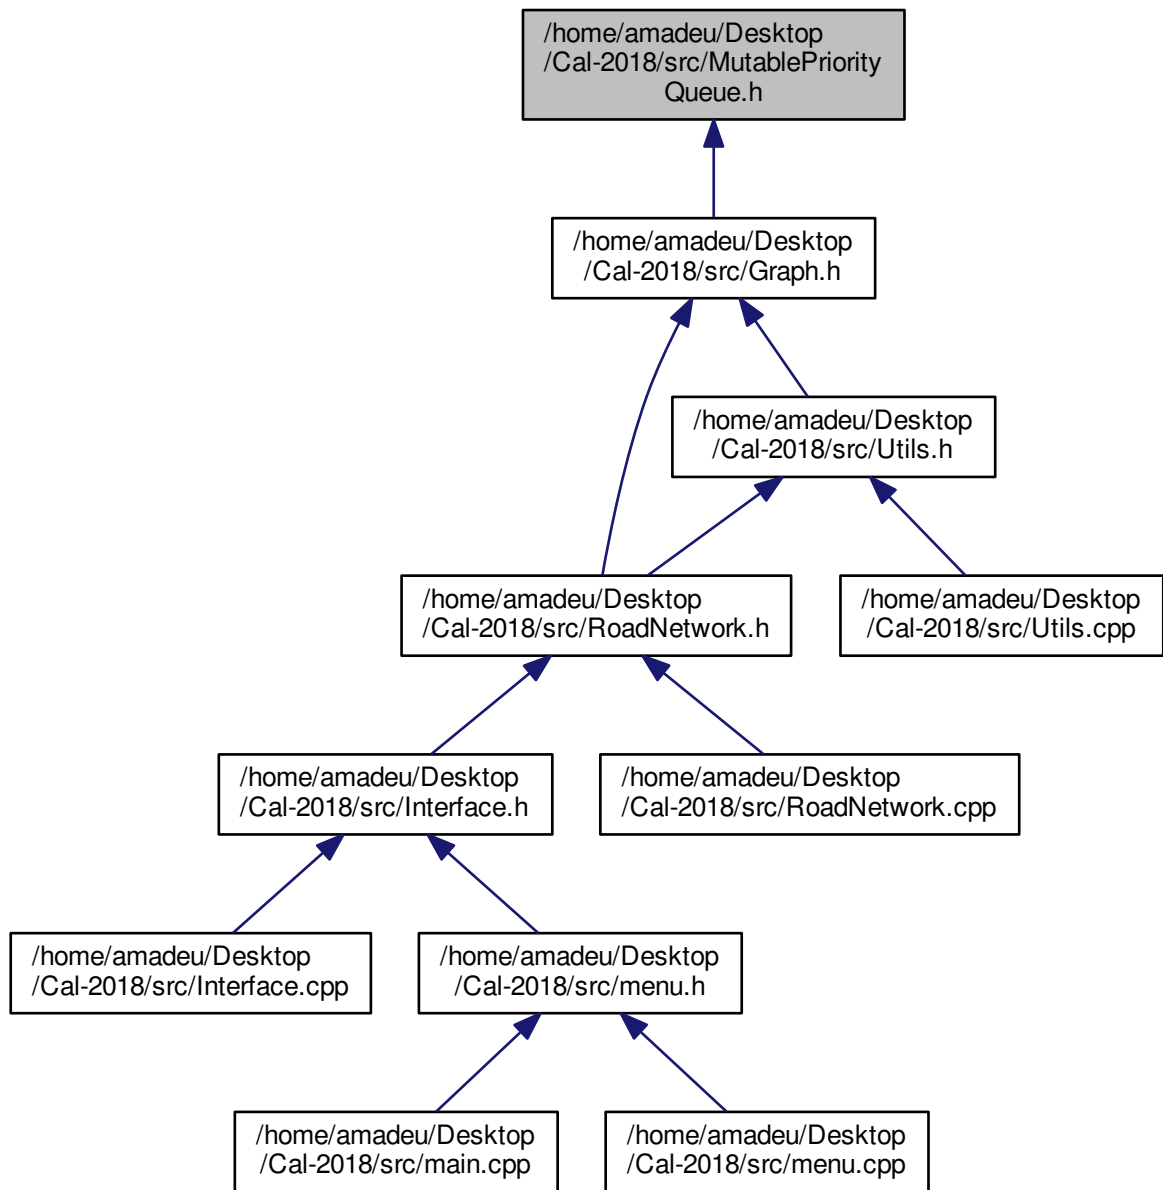 /home/amadeu/Desktop
/Cal-2018/src/MutablePriority
Queue.h
/home/amadeu/Desktop
/Cal-2018/src/Graph.h
/home/amadeu/Desktop
/Cal-2018/src/Utils.h
/home/amadeu/Desktop
/Cal-2018/src/RoadNetwork.h
/home/amadeu/Desktop
/Cal-2018/src/Utils.cpp
/home/amadeu/Desktop
/Cal-2018/src/Interface.h
/home/amadeu/Desktop
/Cal-2018/src/RoadNetwork.cpp
/home/amadeu/Desktop
/Cal-2018/src/Interface.cpp
/home/amadeu/Desktop
/Cal-2018/src/menu.h
/home/amadeu/Desktop
/Cal-2018/src/main.cpp
/home/amadeu/Desktop
/Cal-2018/src/menu.cpp